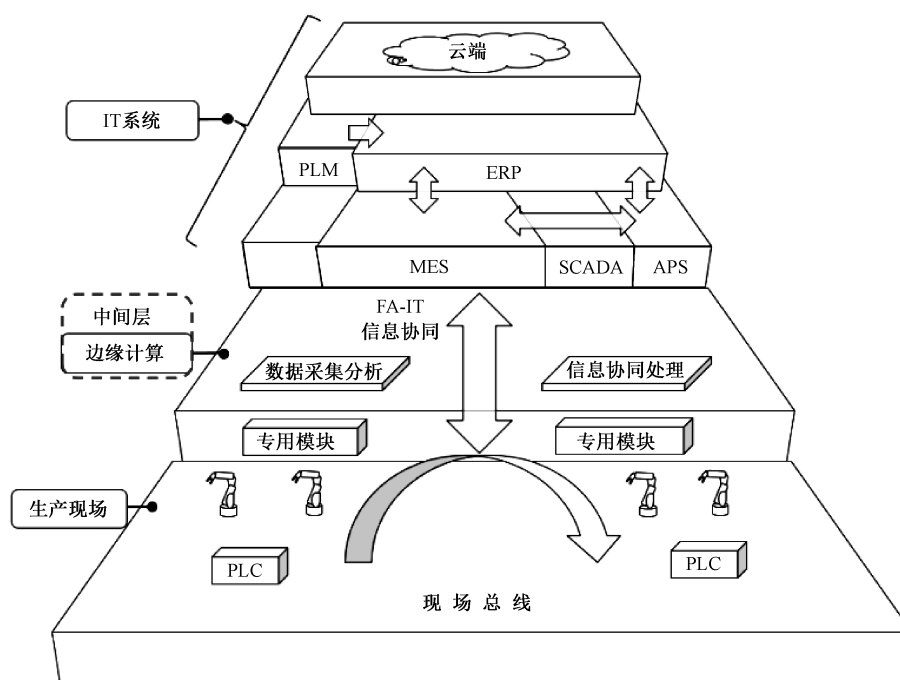 云端
IT系统
PLM
ERP
MES
SCADA
APS
FA-IT
信息协同
中间层
边缘计算
数据采集分析
信息协同处理
专用模块
专用模块
生产现场
PLC
PLC
现场总线